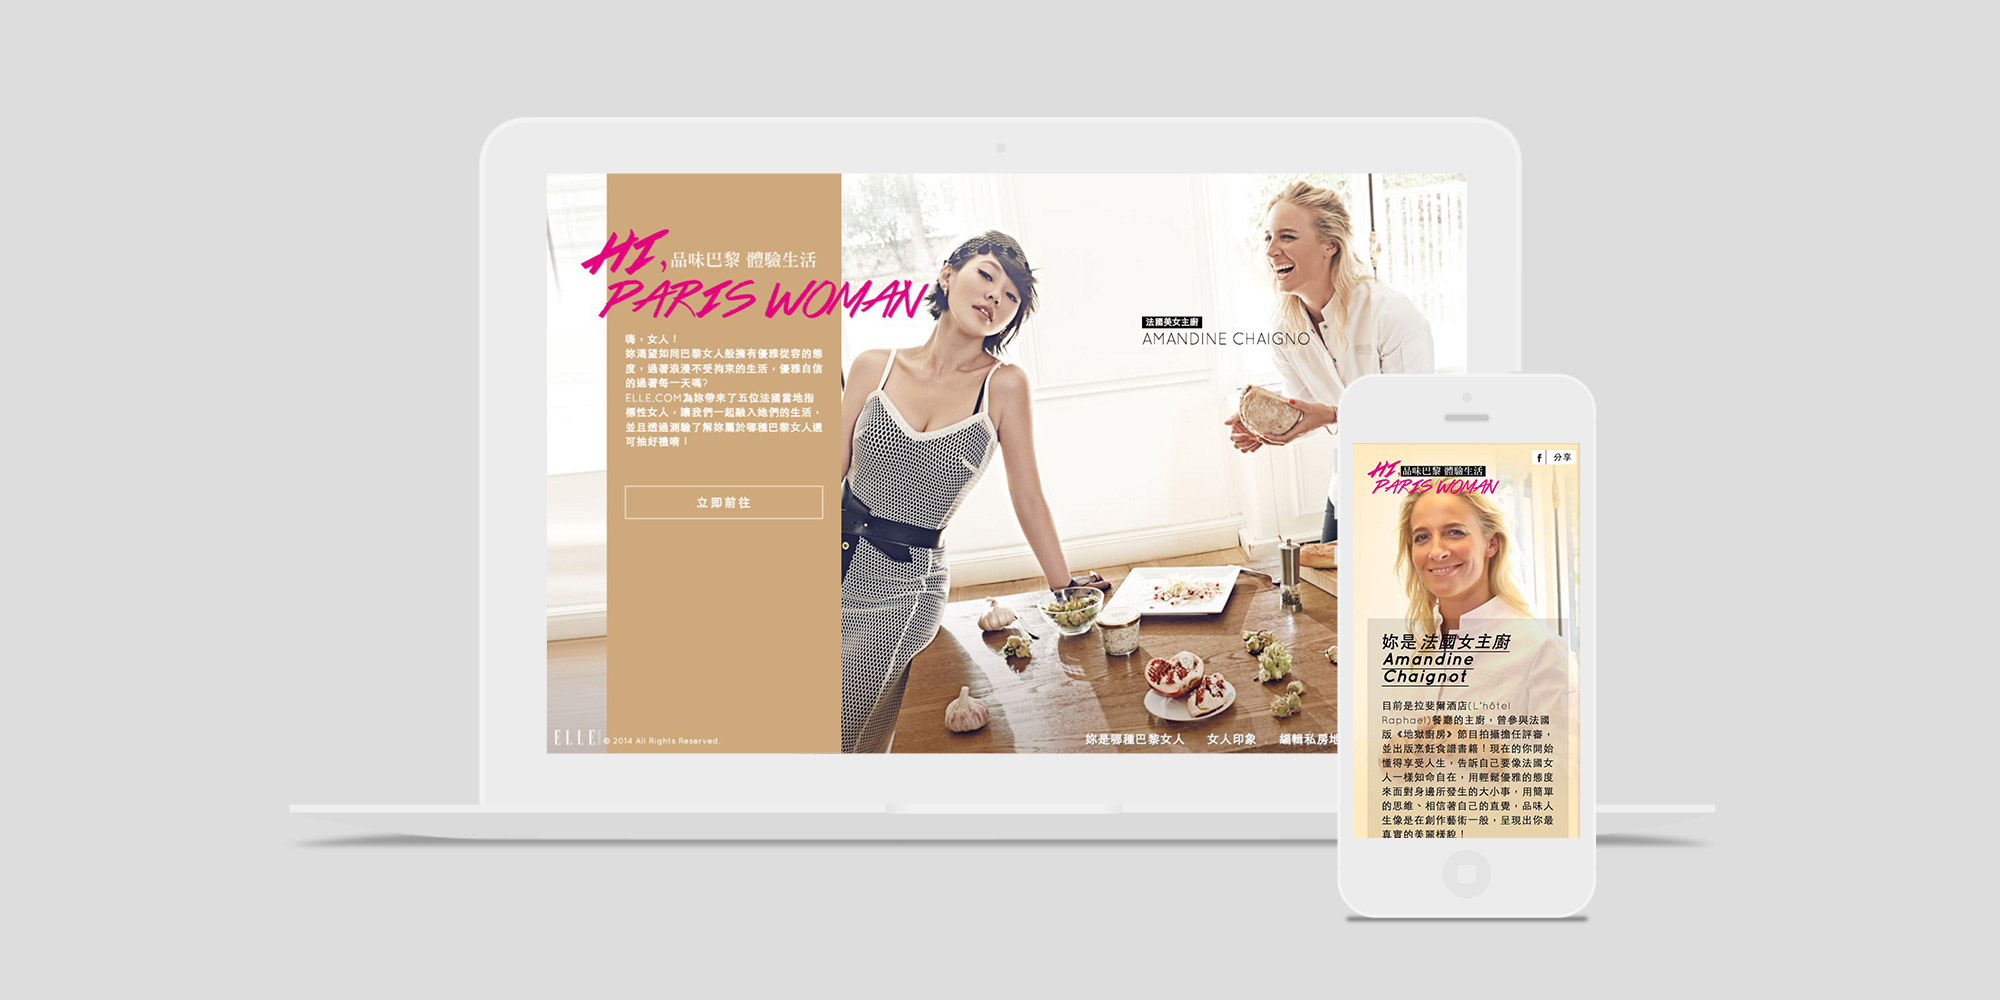 HI, 品味巴黎 體驗生活
PARIS WOMAN
嗨，女人！
妳渴望如同巴黎女人般擁有優雅從容的態
度，過著浪漫不受拘束的生活，優雅自信
的過著每一天嗎?
ELLE.COM為妳帶來了五位法國當地指
標性女人，讓我們一起融入她們的生活，
並且透過測驗了解妳屬於哪種巴黎女人還
可抽好禮唷！
立即前往
法國美女主廚
AMANDINE CHAIGNO
ELLE © 2014 All Rights Reserved.
妳是哪種巴黎女人 女人印象 編輯私房地
f 分享
HI, 品味巴黎 體驗生活
PARIS WOMAN
妳是 法國女主廚
Amandine
Chaignot
目前是拉斐爾酒店(L'hôtel
Raphael)餐廳的主廚，曾參與法國
版《地獄廚房》節目拍攝擔任評審，
並出版烹飪食譜書籍！現在的你開始
懂得享受人生，告訴自己要像法國女
人一樣知命自在，用輕鬆優雅的態度
來面對身邊所發生的大小事，用簡單
的思維、相信著自己的直覺，品味人
生像是在創作藝術一般，呈現出你最
真實的美麗樣貌！